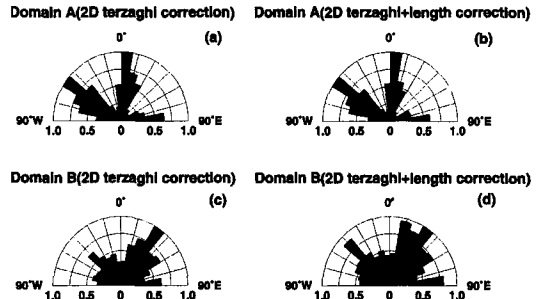 Domain A(2D terzaghi correction) Domain A(2D terzaghi+length correction)
0° (a) 0° (b)
90°W 90°E 90°W 90°E
1.0 0.5 0 0.5 1.0 1.0 0.5 0 0.5 1.0
Domain B(2D terzaghi correction) Domain B(2D terzaghi+length correction)
0° (c) 0° (d)
90°W 90°E 90°W 90°E
1.0 0.5 0 0.5 1.0 1.0 0.5 0 0.5 1.0